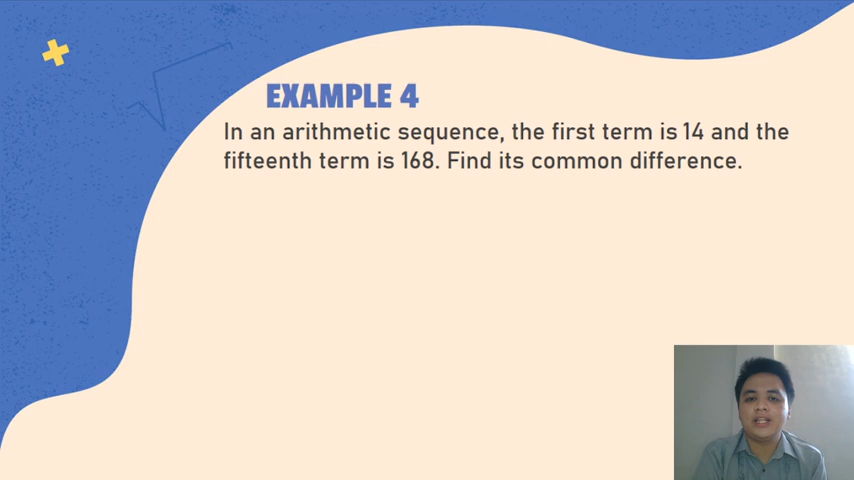 EXAMPLE 4
In an arithmetic sequence, the first term is 14 and the
fifteenth term is 168. Find its common difference.